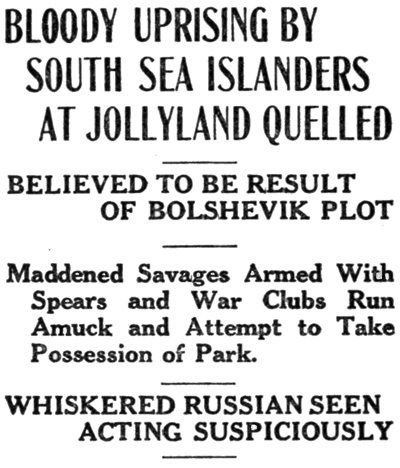 BLOODY UPRISING BY
SOUTH SEA ISLANDERS
AT JOLLYLAND QUELLED
BELIEVED TO BE RESULT
OF BOLSHEVIK PLOT
Maddened Savages Armed With
Spears and War Clubs Run
Amuck and Attempt to Take
Possession of Park.
WHISKERED RUSSIAN SEEN
ACTING SUSPICIOUSLY